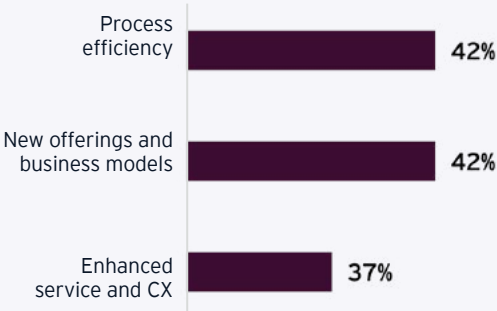 Process
efficiency
42%
New offerings and
business models
42%
Enhanced
service and CX
37%